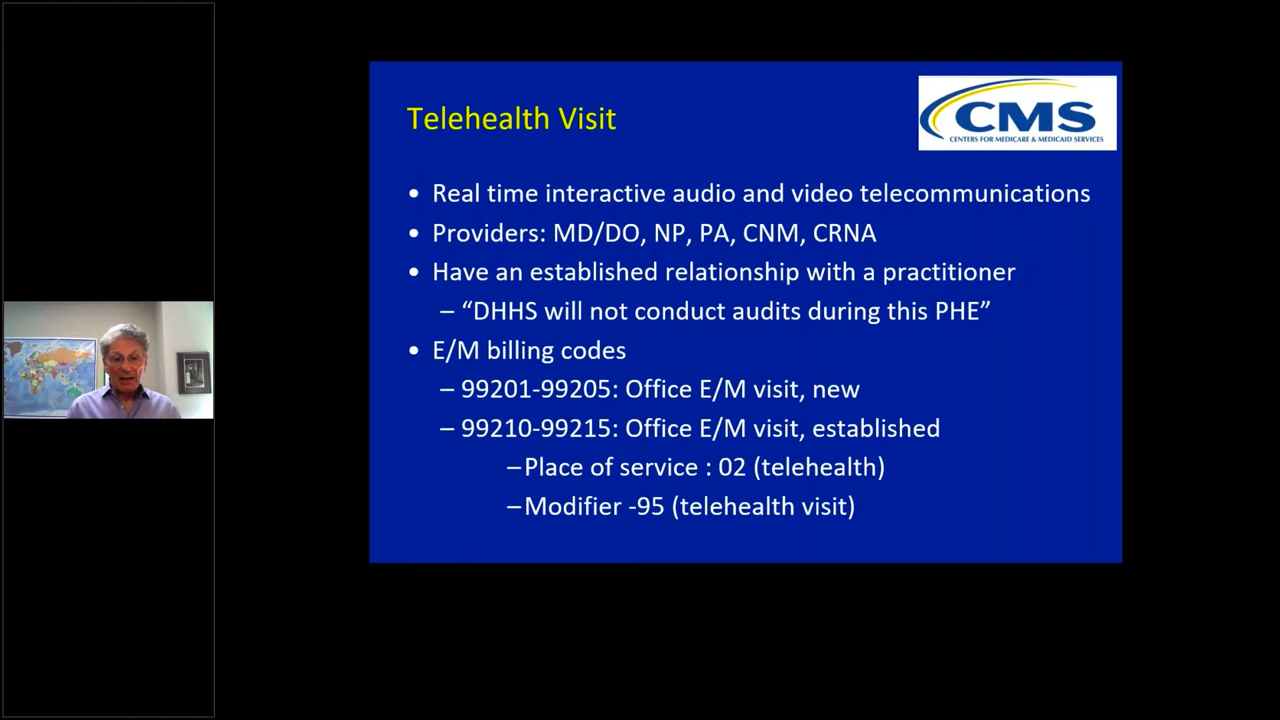 Telehealth Visit
CMS
CENTERS FOR MEDICARE & MEDICAID SERVICES
• Real time interactive audio and video telecommunications
• Providers: MD/DO, NP, PA, CNM, CRNA
• Have an established relationship with a practitioner
– “DHHS will not conduct audits during this PHE”
• E/M billing codes
– 99201-99205: Office E/M visit, new
– 99210-99215: Office E/M visit, established
–Place of service : 02 (telehealth)
–Modifier -95 (telehealth visit)